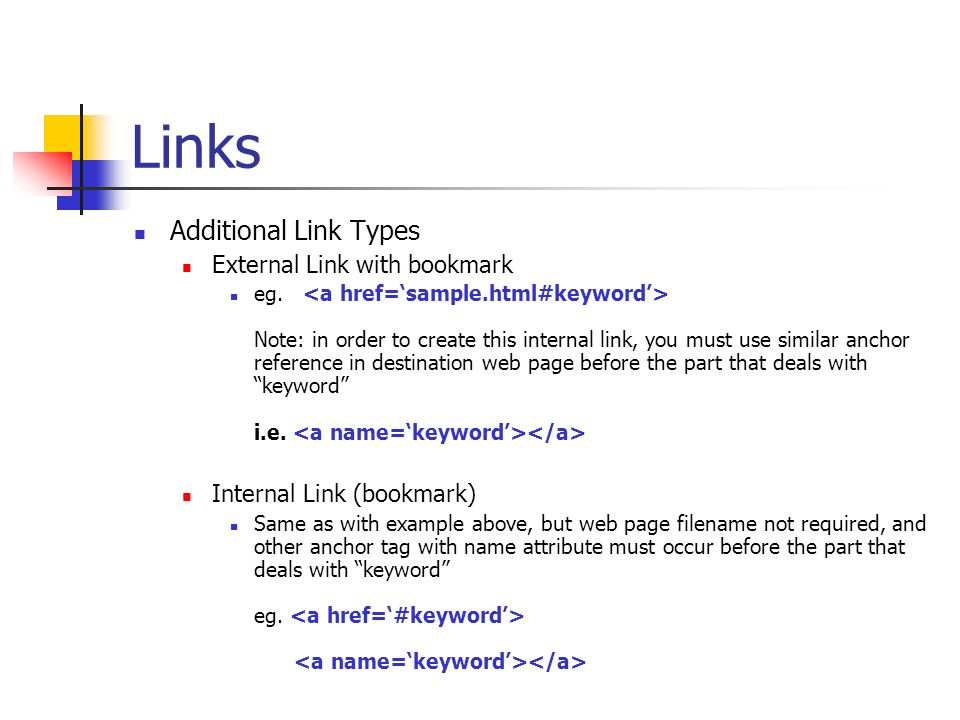 Links
Additional Link Types
External Link with bookmark
eg. <a href=‘sample.html#keyword’>
Note: in order to create this internal link, you must use similar anchor
reference in destination web page before the part that deals with
“keyword”
i.e. <a name=‘keyword’></a>
Internal Link (bookmark)
Same as with example above, but web page filename not required, and
other anchor tag with name attribute must occur before the part that
deals with “keyword”
eg. <a href=‘#keyword’>
<a name=‘keyword’></a>